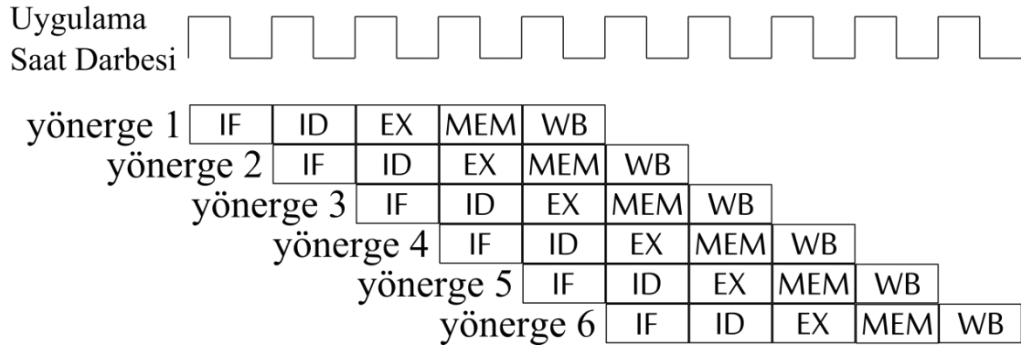 Uygulama
Saat Darbesi
yönerge 1 IF ID EX MEM WB
yönerge 2 IF ID EX MEM WB
yönerge 3 IF ID EX MEM WB
yönerge 4 IF ID EX MEM WB
yönerge 5 IF ID EX MEM WB
yönerge 6 IF ID EX MEM WB